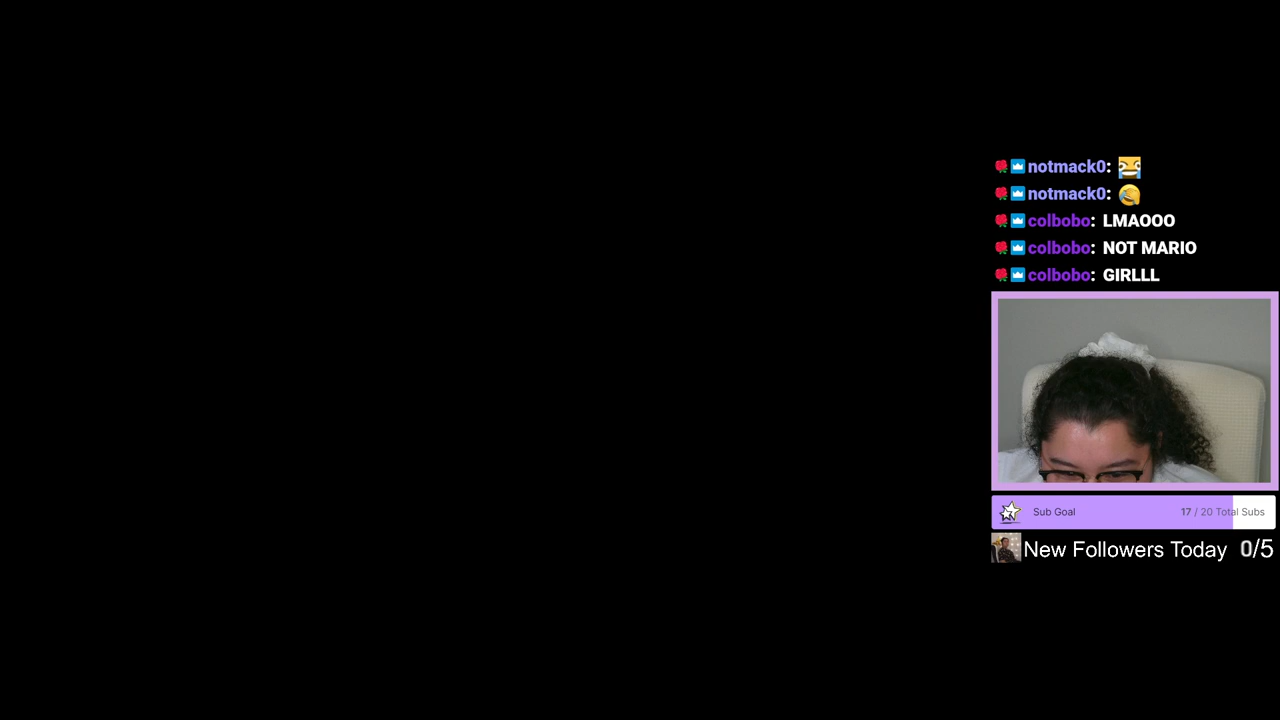 notmack0:
notmack0:
colbobo: LMAOOO
colbobo: NOT MARIO
colbobo: GIRLLL
Sub Goal 17 / 20 Total Subs
New Followers Today 0/5